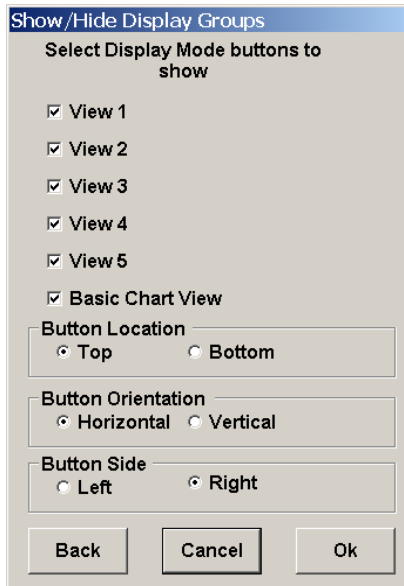 Show/Hide Display Groups
Select Display Mode buttons to
show
View 1
View 2
View 3
View 4
View 5
Basic Chart View
Button Location
Top Bottom
Button Orientation
Horizontal Vertical
Button Side
Left Right
Back Cancel Ok